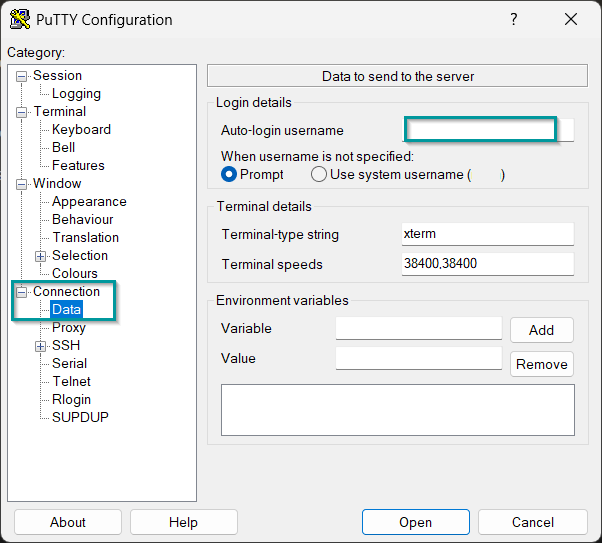 PuTTY Configuration
?
Category:
Session
Logging
Terminal
Keyboard
Bell
Features
Window
Appearance
Behaviour
Translation
Selection
Colours
Connection
Data
Proxy
SSH
Serial
Telnet
Rlogin
SUPDUP
Data to send to the server
Login details
Auto-login username
When username is not specified:
Prompt Use system username ( )
Terminal details
Terminal-type string xterm
Terminal speeds 38400,38400
Environment variables
Variable Add
Value Remove
About Help Open Cancel